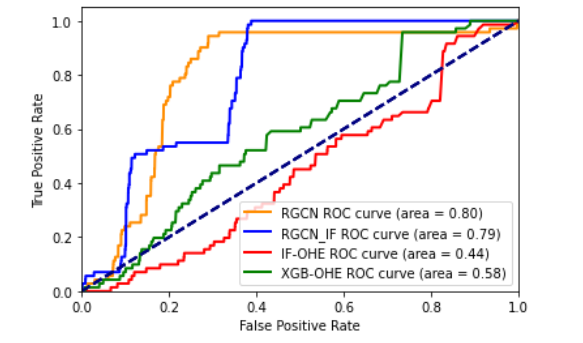 1.0
0.8
0.6
0.4
0.2
0.0
True Positive Rate
RGCN ROC curve (area = 0.80)
RGCN_IF ROC curve (area = 0.79)
IF-OHE ROC curve (area = 0.44)
XGB-OHE ROC curve (area = 0.58)
0.0 0.2 0.4 0.6 0.8 1.0
False Positive Rate